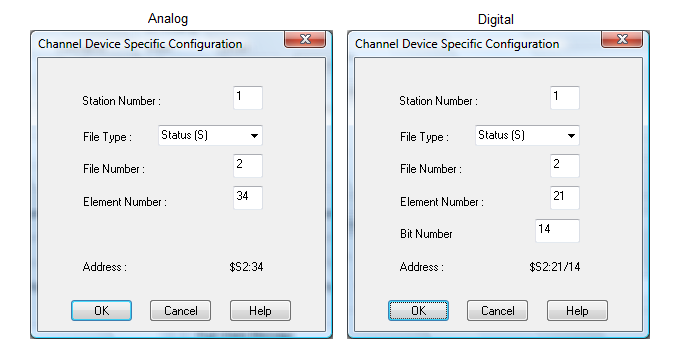 Analog
Channel Device Specific Configuration
Station Number : 1
File Type : Status (S)
File Number : 2
Element Number : 34
Address : $S2:34
OK Cancel Help
Digital
Channel Device Specific Configuration
Station Number : 1
File Type : Status (S)
File Number : 2
Element Number : 21
Bit Number 14
Address : $S2:21/14
OK Cancel Help